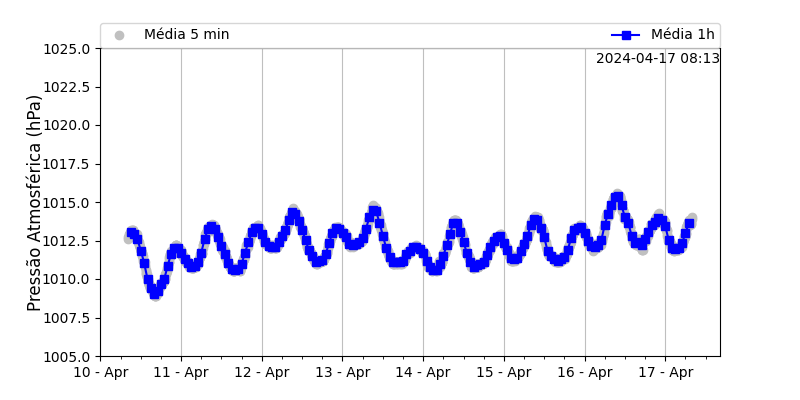 Média 5 min
Média 1h
2024-04-17 08:13
Pressão Atmosférica (hPa)
1025.0
1022.5
1020.0
1017.5
1015.0
1012.5
1010.0
1007.5
1005.0
10 - Apr
11 - Apr
12 - Apr
13 - Apr
14 - Apr
15 - Apr
16 - Apr
17 - Apr